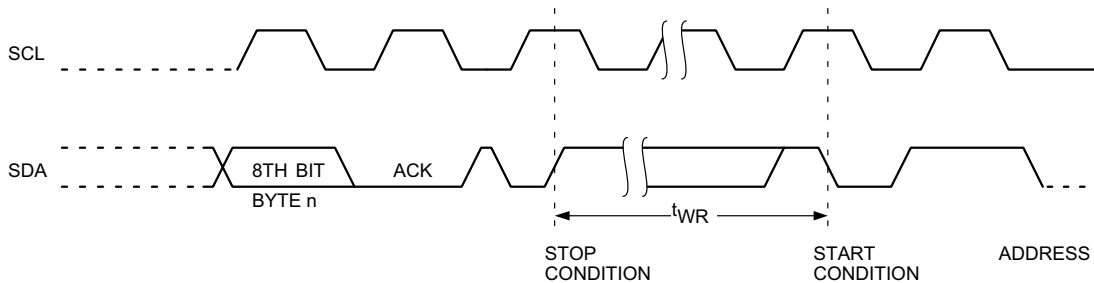 SCL
SDA
8TH BIT
ACK
BYTE n
tWR
STOP
CONDITION
START
CONDITION
ADDRESS